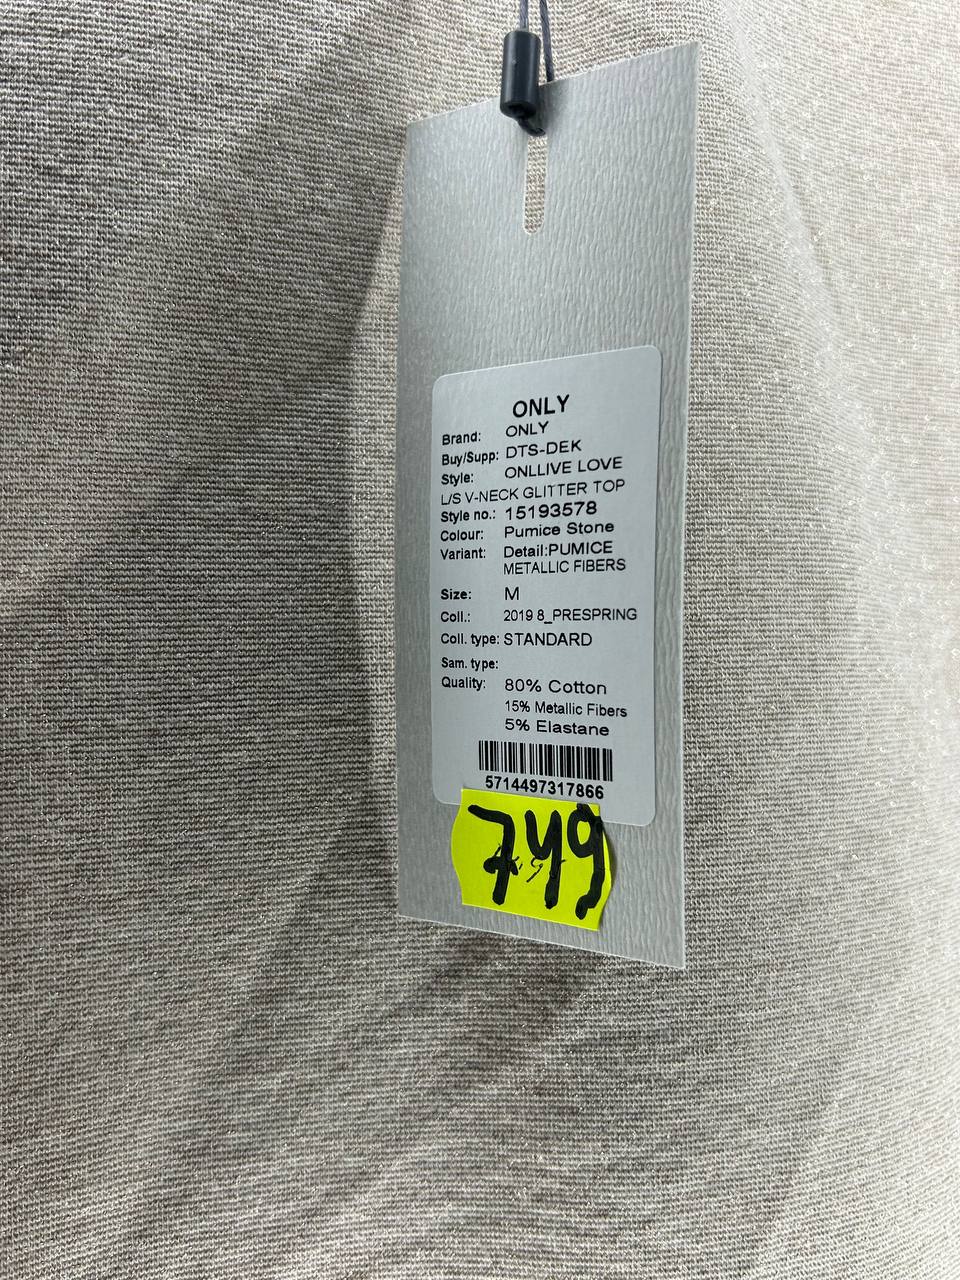 ONLY
Brand: ONLY
Buy/Supp: DTS-DEK
Style: ONLLIVE LOVE
L/S V-NECK GLITTER TOP
Style no.: 15193578
Colour: Pumice Stone
Variant: Detail:PUMICE
METALLIC FIBERS
Size: M
Coll.: 2019 8_PRESPRING
Coll. type: STANDARD
Sam. type:
Quality: 80% Cotton
15% Metallic Fibers
5% Elastane
5714497317866
749